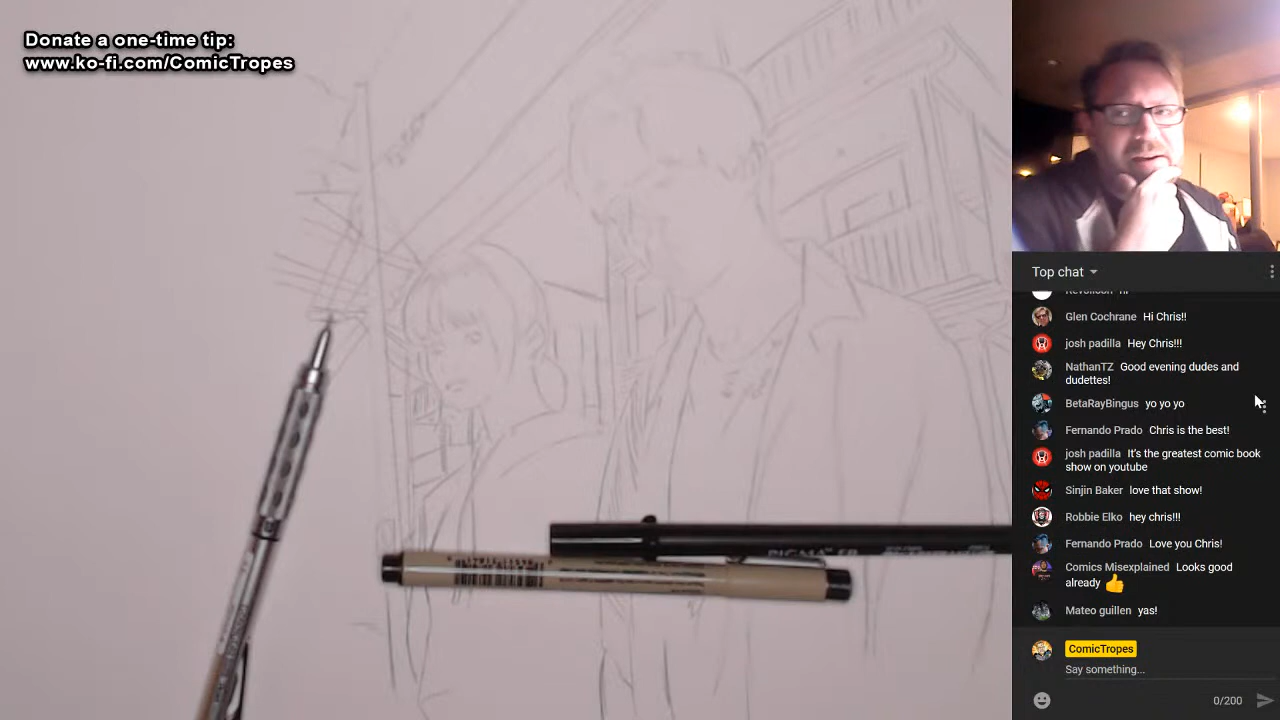 Donate a one-time tip:
www.ko-fi.com/ComicTropes
Top chat
Glen Cochrane Hi Chris!!
josh padilla Hey Chris!!!
NathanTZ Good evening dudes and
dudettes!
BetaRayBingus yo yo yo
Fernando Prado Chris is the best!
josh padilla It's the greatest comic book
show on youtube
Sinjin Baker love that show!
Robbie Elko hey chris!!!
Fernando Prado Love you Chris!
Comics Misexplained Looks good
already 👍
Mateo guillen yas!
ComicTropes
Say something...
0/200